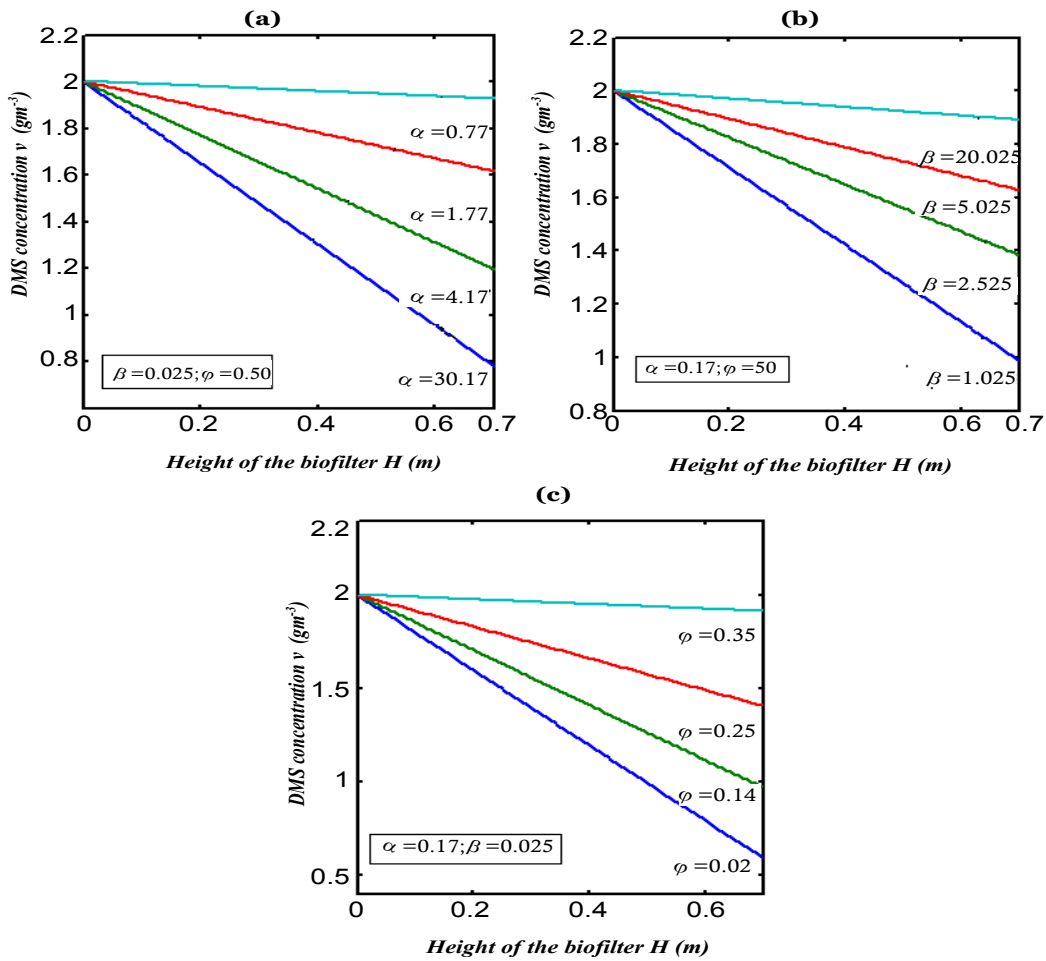 (a)
2.2
2
1.8
1.6
1.4
1.2
1
0.8
0
0.2
0.4
0.6
0.7
DMS concentration v (gm⁻³)
α =0.77
α =1.77
α =4.17
α =30.17
β =0.025;φ =0.50
Height of the biofilter H (m)
(b)
2.2
2
1.8
1.6
1.4
1.2
1
0.8
0
0.2
0.4
0.6
0.7
DMS concentration v (gm⁻³)
β =20.025
β =5.025
β =2.525
β =1.025
α =0.17;φ =50
Height of the biofilter H (m)
(c)
2.2
2
1.5
1
0.5
0
0.2
0.4
0.6
DMS concentration v (gm⁻³)
φ =0.35
φ =0.25
φ =0.14
φ =0.02
α =0.17;β =0.025
Height of the biofilter H (m)